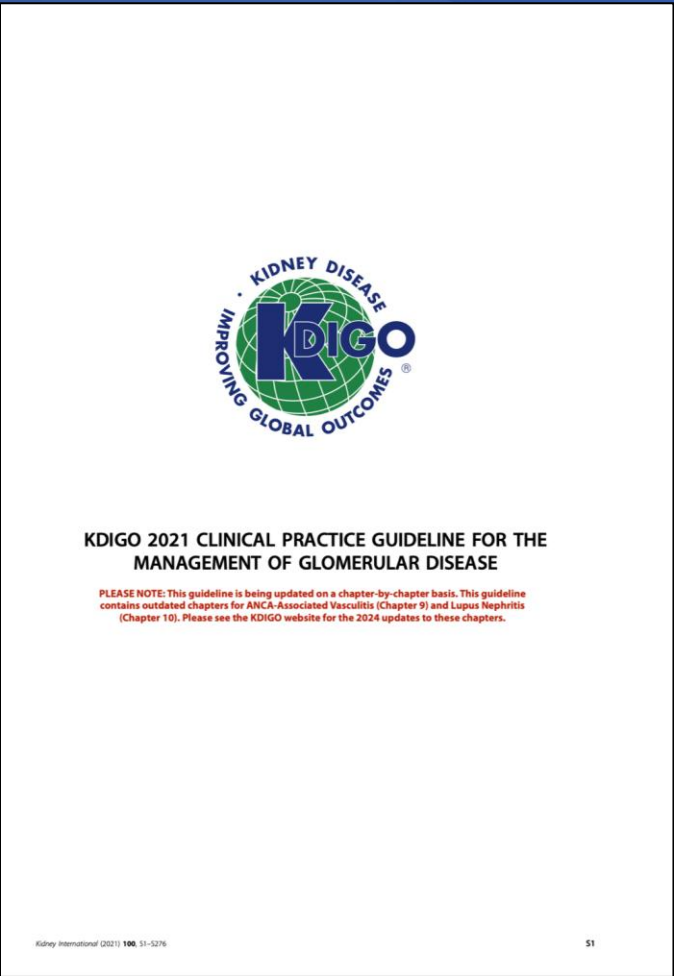 · KIDNEY DISEASE
IMPROVING GLOBAL OUTCOMES
KDIGO
®
KDIGO 2021 CLINICAL PRACTICE GUIDELINE FOR THE
MANAGEMENT OF GLOMERULAR DISEASE
PLEASE NOTE: This guideline is being updated on a chapter-by-chapter basis. This guideline
contains outdated chapters for ANCA-Associated Vasculitis (Chapter 9) and Lupus Nephritis
(Chapter 10). Please see the KDIGO website for the 2024 updates to these chapters.
Kidney International (2021) 100, S1–S276
S1